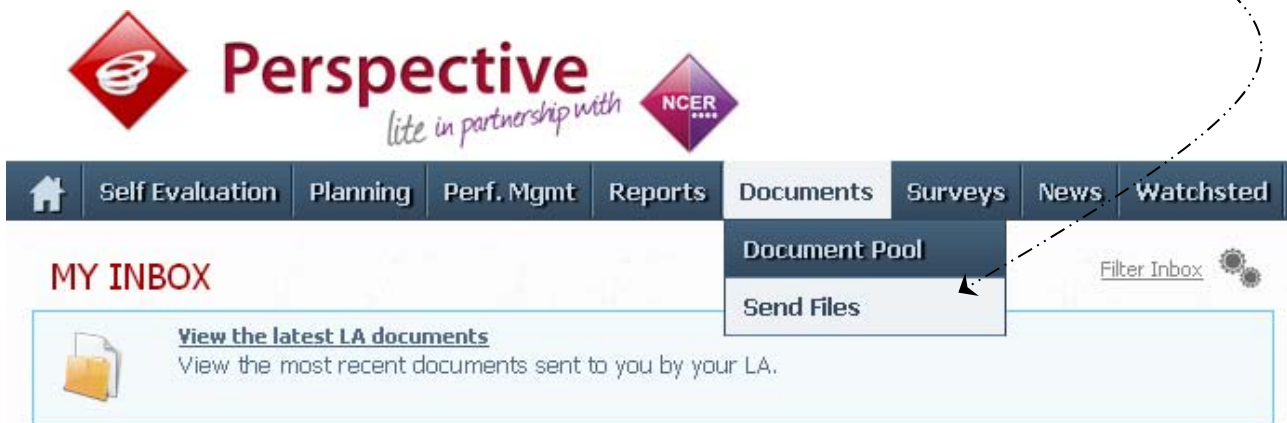 Perspective
lite in partnership with
NCER
Self Evaluation Planning Perf. Mgmt Reports Documents Surveys News Watchsted
Document Pool
Send Files
MY INBOX
Filter Inbox
View the latest LA documents
View the most recent documents sent to you by your LA.